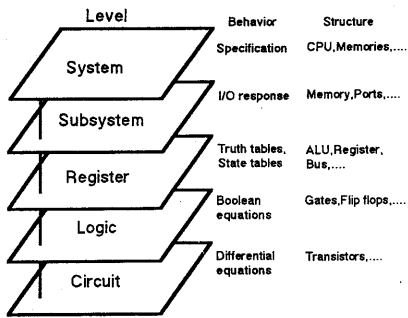 Level Behavior Structure
System Specification CPU,Memories,....
Subsystem I/O response Memory,Ports,....
Register Truth tables, State tables ALU,Register, Bus,....
Logic Boolean equations Gates,Flip flops,....
Circuit Differential equations Transistors,....